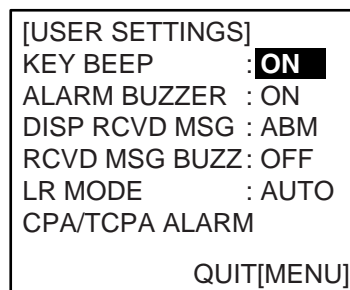 [USER SETTINGS]
KEY BEEP : ON
ALARM BUZZER : ON
DISP RCVD MSG : ABM
RCVD MSG BUZZ : OFF
LR MODE : AUTO
CPA/TCPA ALARM
QUIT[MENU]